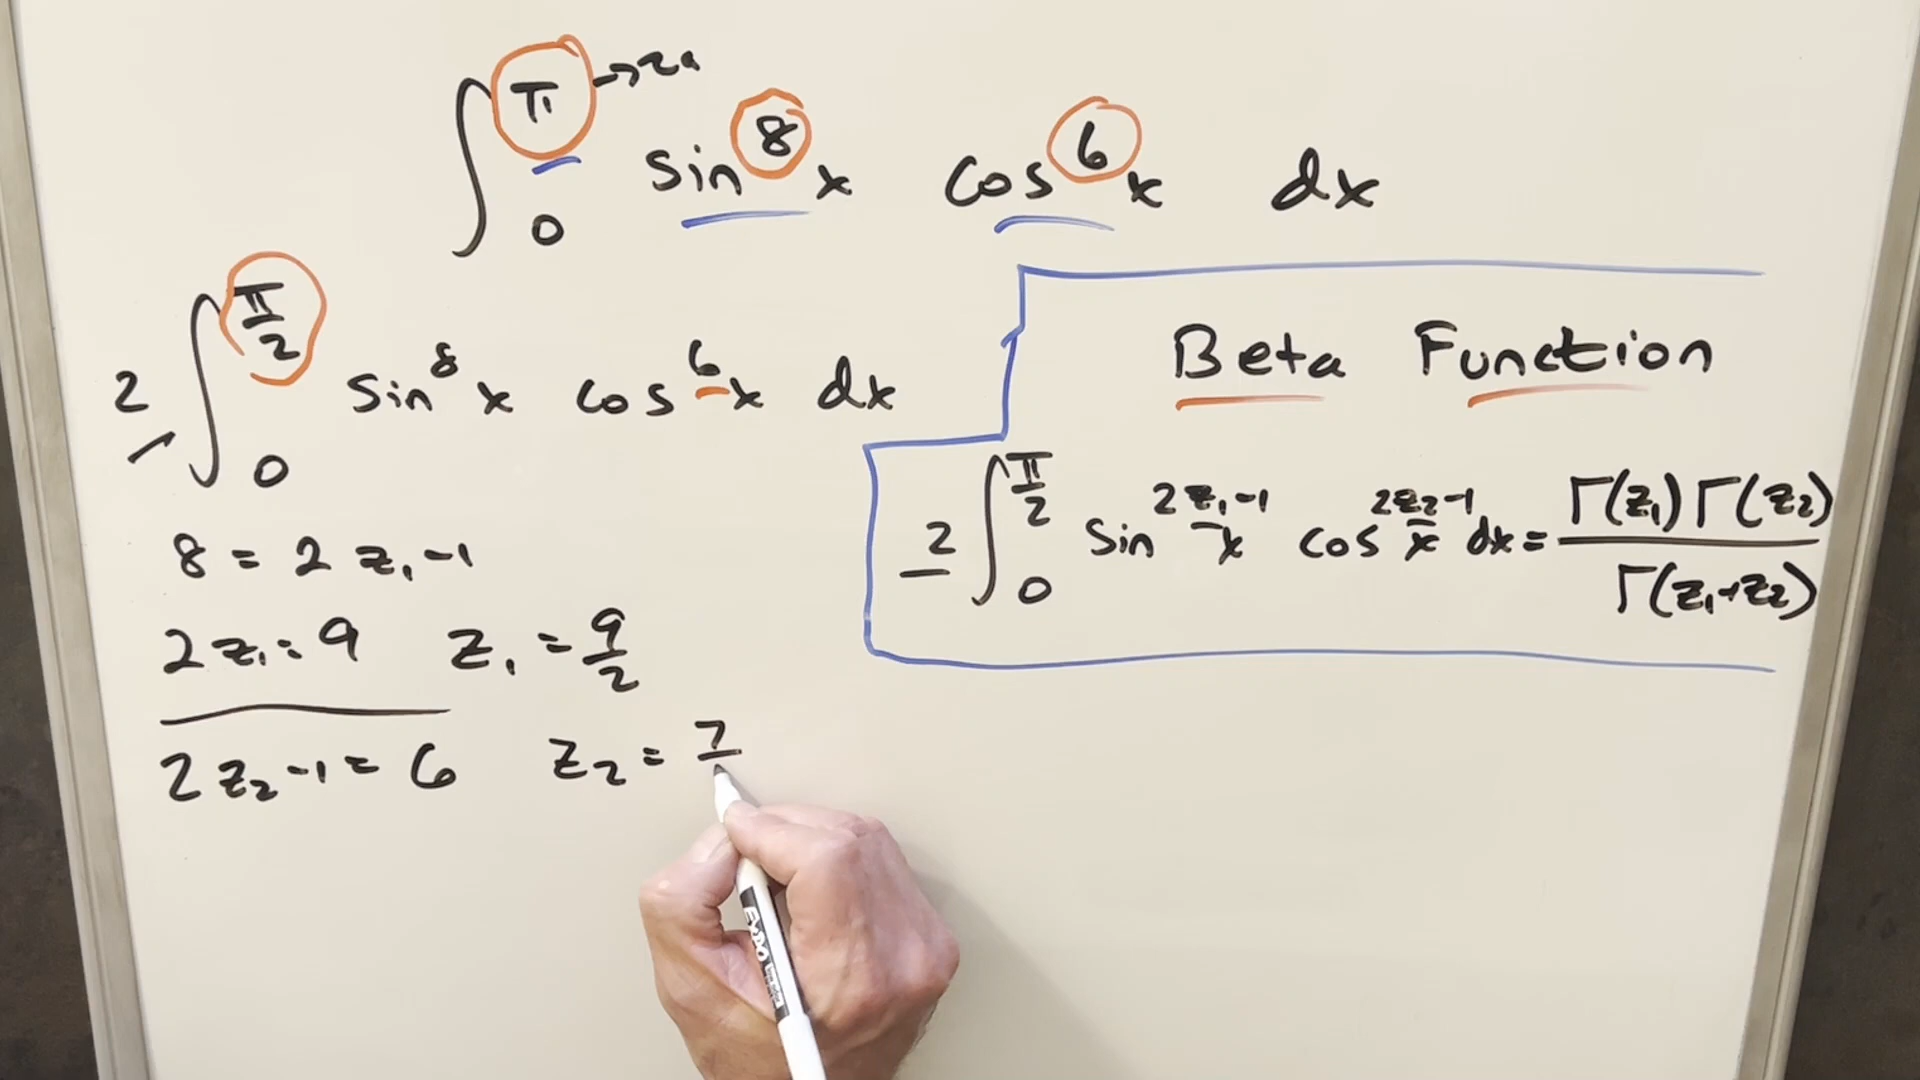 ∫₀^π → 2a sin⁸x cos⁶x dx
2 ∫₀^(π/2) sin⁸x cos⁶x dx
8 = 2z₁-1
2z₁ = 9 z₁ = 9/2
2z₂-1 = 6 z₂ = 7/
Beta Function
2 ∫₀^(π/2) sin^(2z₁-1) x cos^(2z₂-1) x dx = Γ(z₁)Γ(z₂) / Γ(z₁+z₂)
EXPO